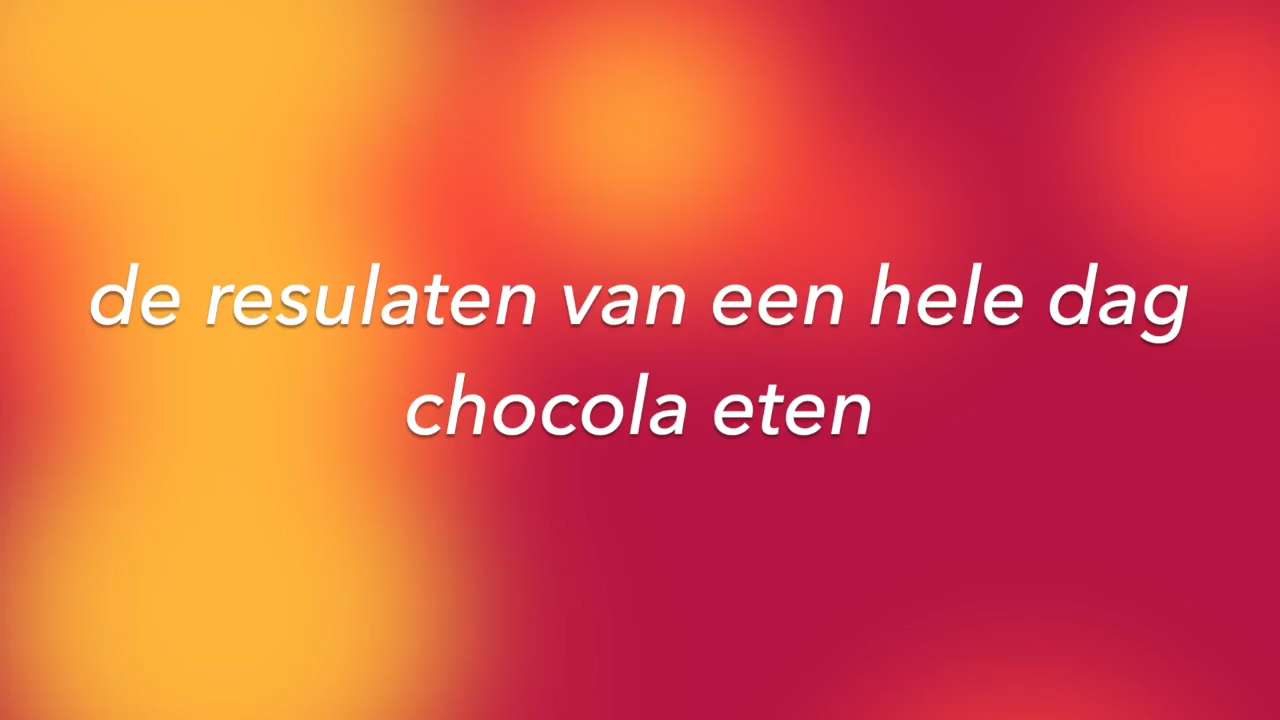 de resulaten van een hele dag
chocola eten